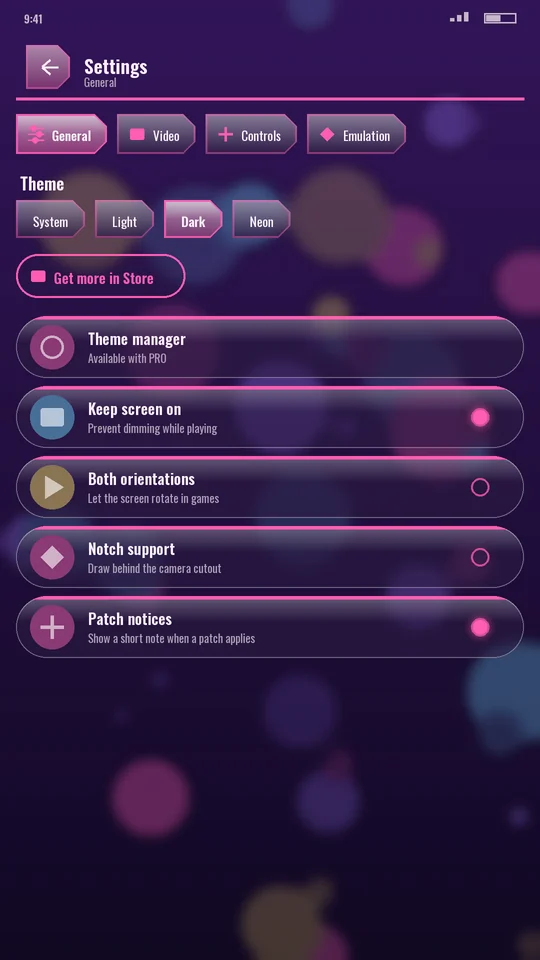 9:41
Settings
General
General
Video
Controls
Emulation
Theme
System
Light
Dark
Neon
Get more in Store
Theme manager
Available with PRO
Keep screen on
Prevent dimming while playing
Both orientations
Let the screen rotate in games
Notch support
Draw behind the camera cutout
Patch notices
Show a short note when a patch applies